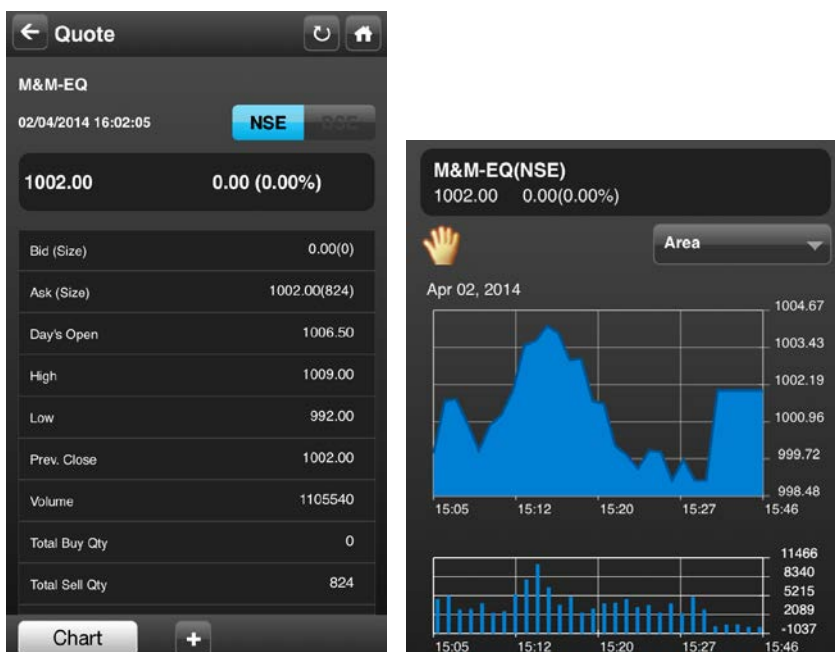 Quote
M&M-EQ
02/04/2014 16:02:05 NSE BSE
1002.00 0.00 (0.00%)
Bid (Size) 0.00(0)
Ask (Size) 1002.00(824)
Day's Open 1006.50
High 1009.00
Low 992.00
Prev. Close 1002.00
Volume 1105540
Total Buy Qty 0
Total Sell Qty 824
Chart +
M&M-EQ(NSE)
1002.00 0.00(0.00%)
Area
Apr 02, 2014
1004.67
1003.43
1002.19
1000.96
999.72
998.48
15:05 15:12 15:20 15:27 15:46
11466
8340
5215
2089
-1037
15:05 15:12 15:20 15:27 15:46